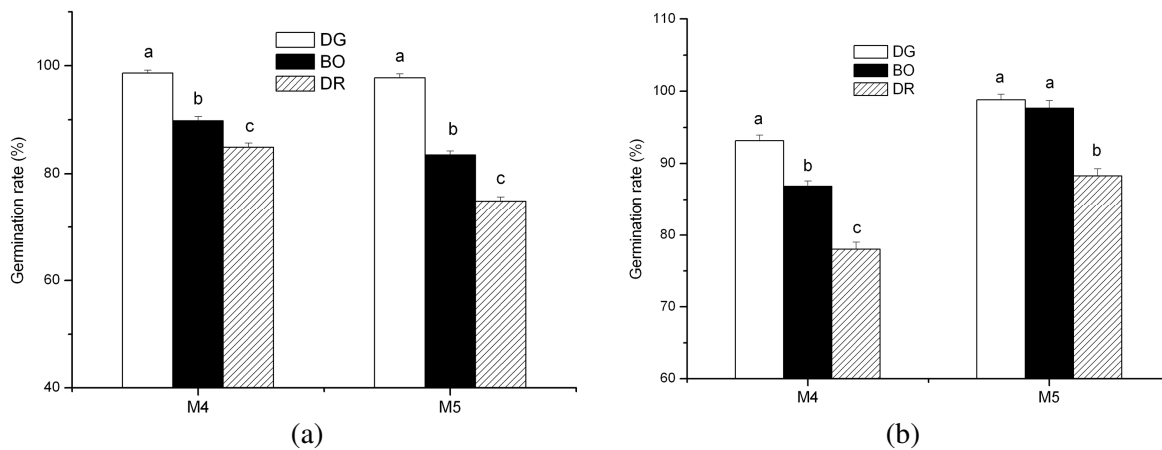 Germination rate (%)
100
80
60
40
DG
BO
DR
a
b
c
a
b
c
M4
M5
(a)
Germination rate (%)
110
100
90
80
70
60
DG
BO
DR
a
b
c
a
a
b
M4
M5
(b)